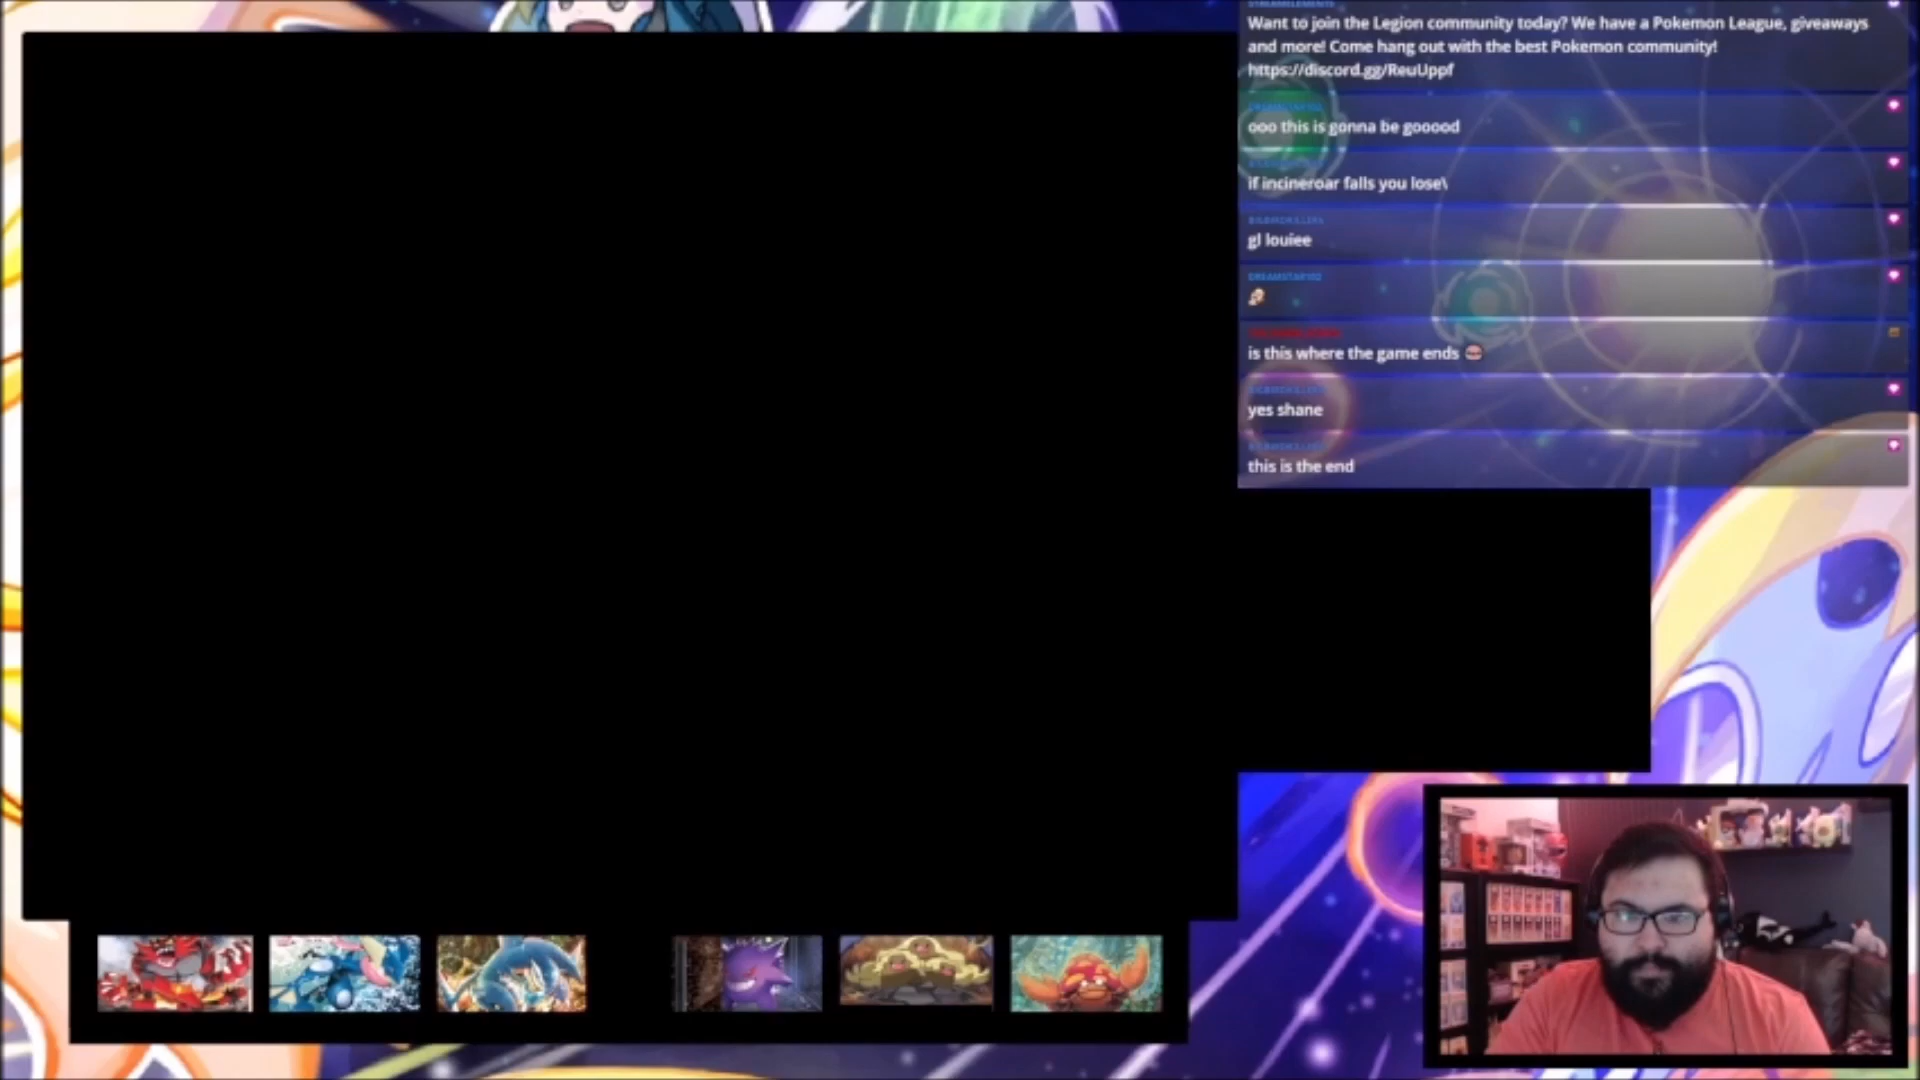 STREAMELEMENTS
Want to join the Legion community today? We have a Pokemon League, giveaways
and more! Come hang out with the best Pokemon community!
https://discord.gg/ReuUppf
ooo this is gonna be gooood
if incineroar falls you lose\
gl louiee
DREAMSTAR102
is this where the game ends
yes shane
this is the end